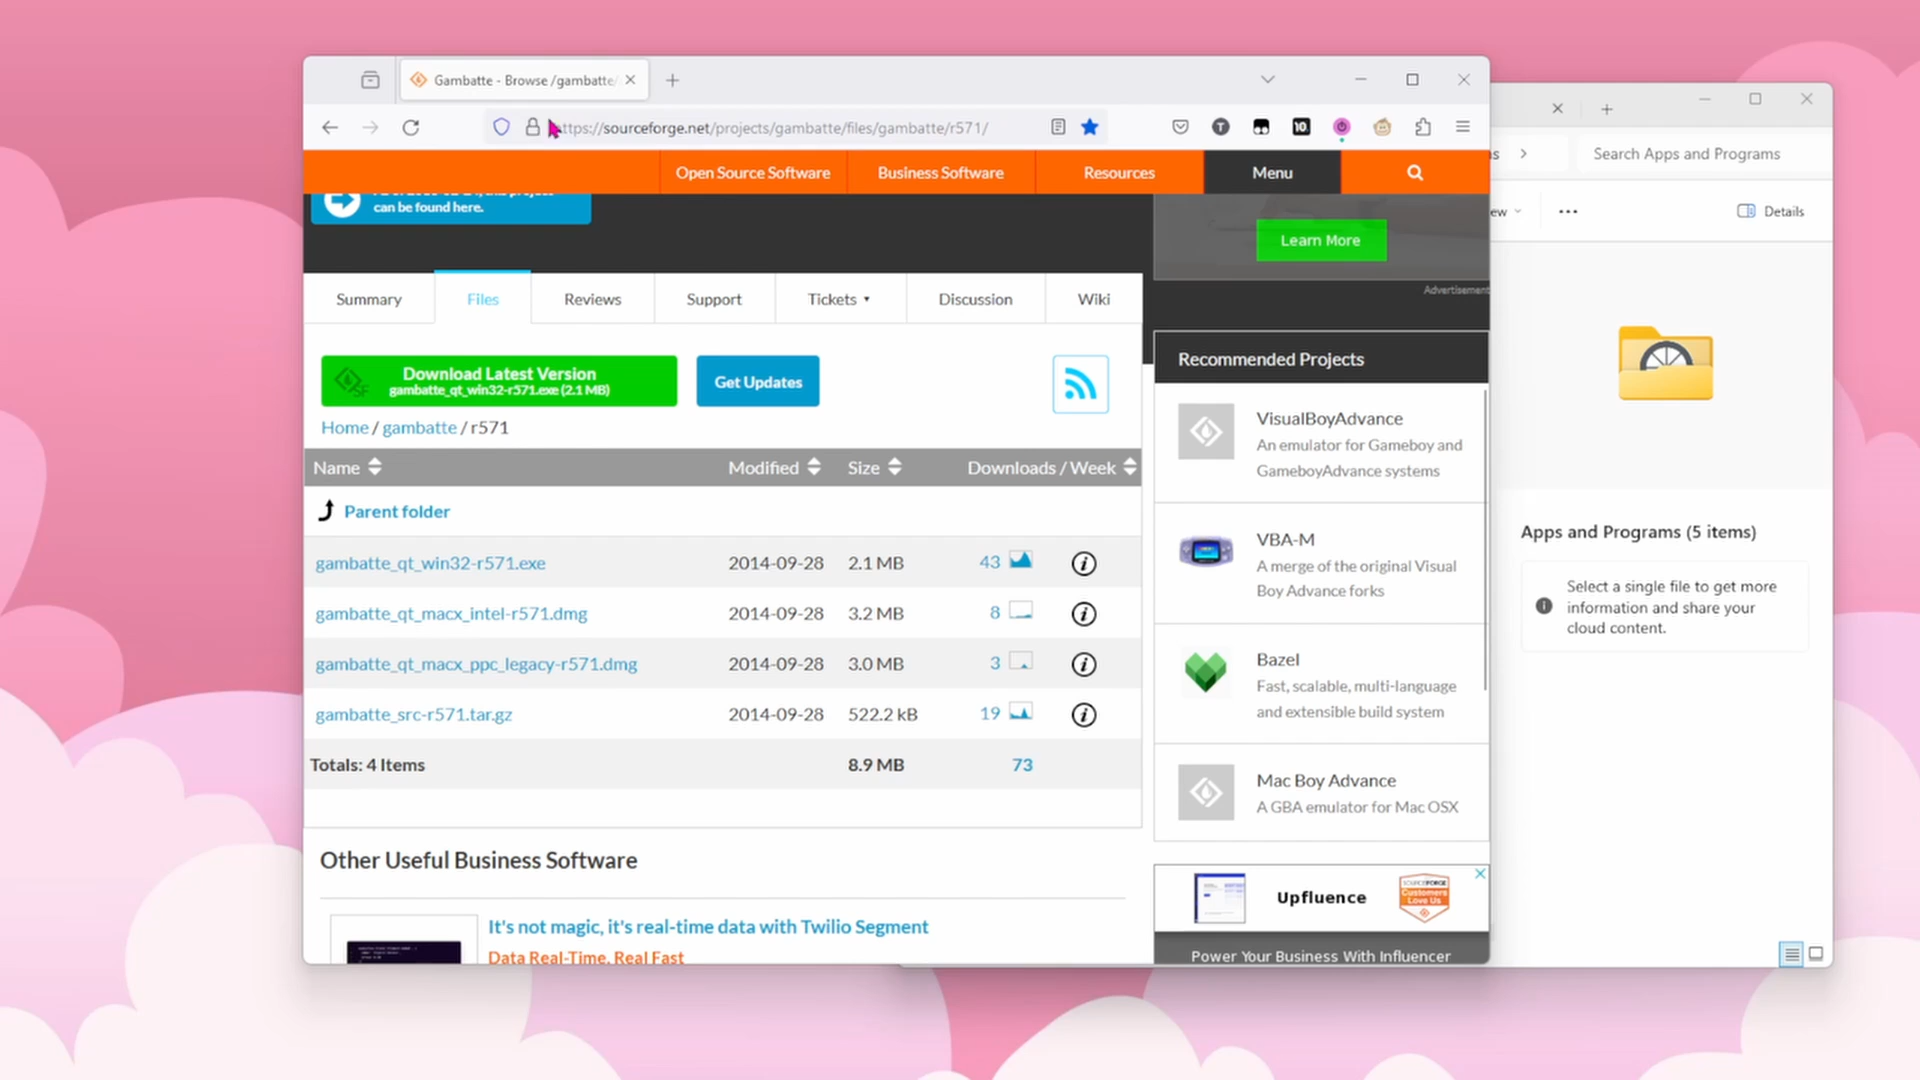 Gambatte - Browse /gambatte/
https://sourceforge.net/projects/gambatte/files/gambatte/r571/
10
Search Apps and Programs
Open Source Software
Business Software
Resources
Menu
can be found here.
Learn More
Details
Advertisement
Summary
Files
Reviews
Support
Tickets
Discussion
Wiki
Download Latest Version
gambatte_qt_win32-r571.exe (2.1 MB)
Get Updates
Home / gambatte / r571
Name
Modified
Size
Downloads / Week
Parent folder
gambatte_qt_win32-r571.exe 2014-09-28 2.1 MB 43
gambatte_qt_macx_intel-r571.dmg 2014-09-28 3.2 MB 8
gambatte_qt_macx_ppc_legacy-r571.dmg 2014-09-28 3.0 MB 3
gambatte_src-r571.tar.gz 2014-09-28 522.2 kB 19
Totals: 4 Items 8.9 MB 73
Other Useful Business Software
It's not magic, it's real-time data with Twilio Segment
Data Real-Time. Real Fast
Recommended Projects
VisualBoyAdvance
An emulator for Gameboy and
GameboyAdvance systems
VBA-M
A merge of the original Visual
Boy Advance forks
Bazel
Fast, scalable, multi-language
and extensible build system
Mac Boy Advance
A GBA emulator for Mac OSX
Upfluence
SOURCEFORGE
Customers
Love Us
Power Your Business With Influencer
Apps and Programs (5 items)
Select a single file to get more
information and share your
cloud content.